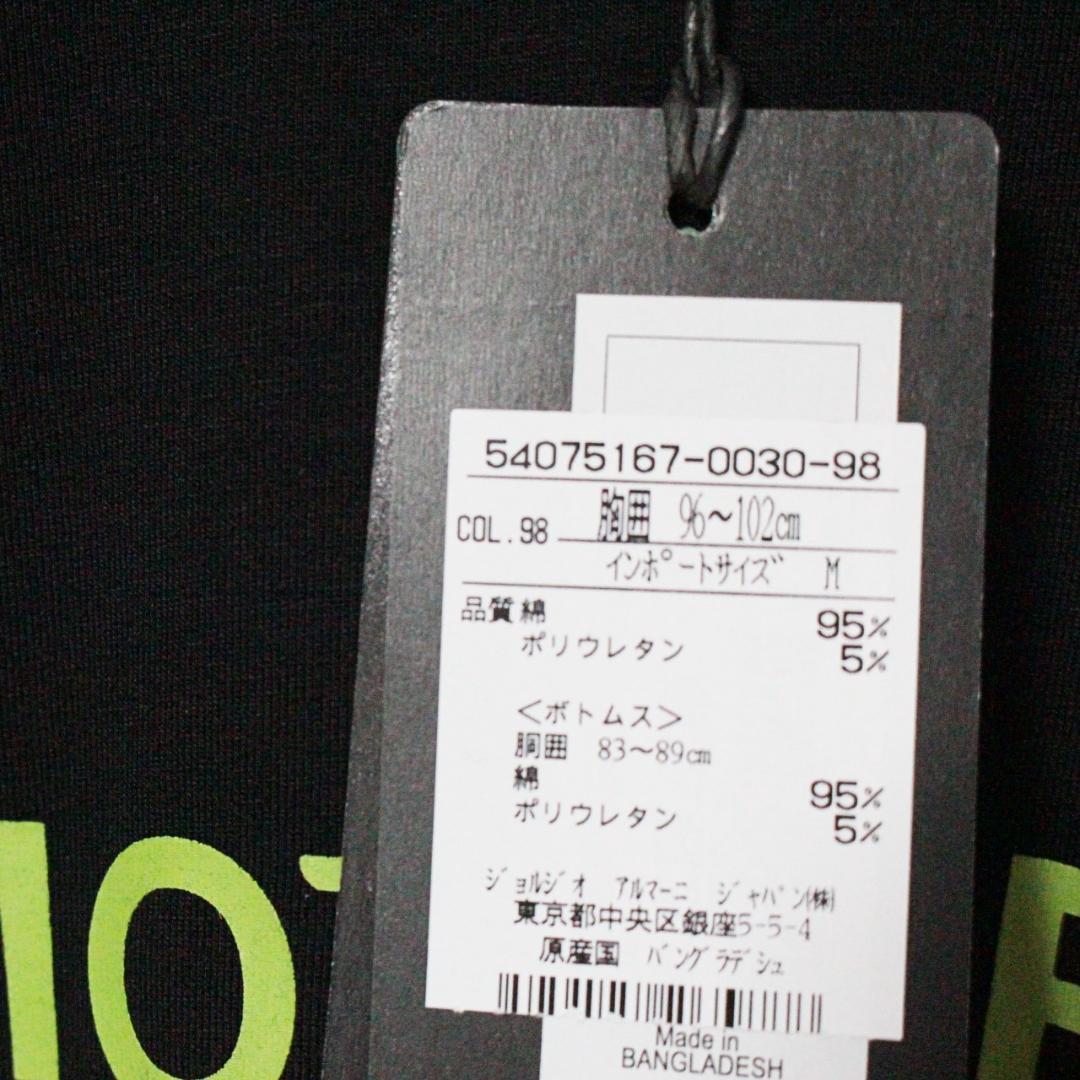 54075167-0030-98
胸囲 96〜102cm
COL.98
インポートサイズ M
品質 綿 95%
ポリウレタン 5%
<ボトムス>
胴囲 83〜89cm
綿 95%
ポリウレタン 5%
ジョルジオ アルマーニ ジャパン(株)
東京都中央区銀座5-5-4
原産国 バングラデシュ
Made in
BANGLADESH